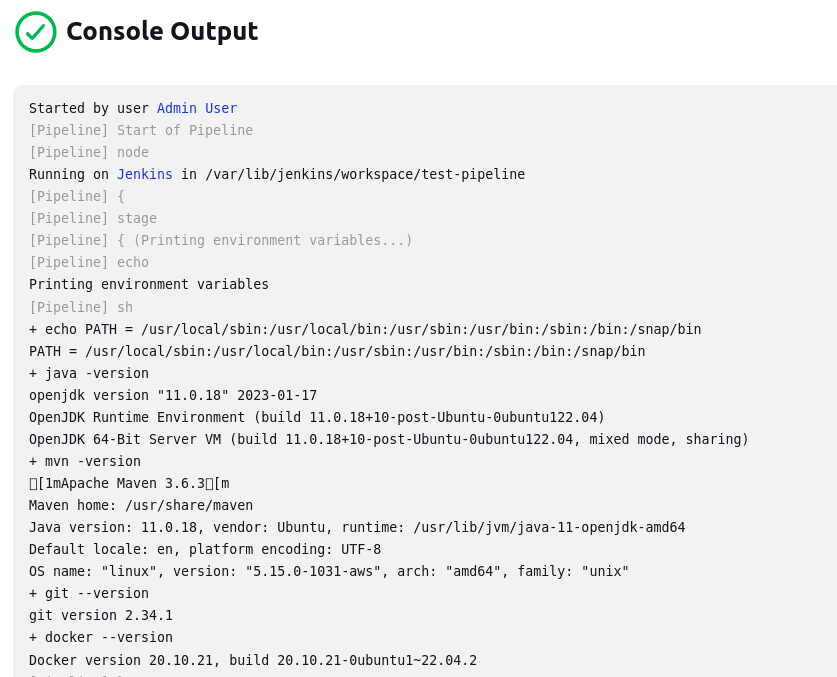 Console Output
Started by user Admin User
[Pipeline] Start of Pipeline
[Pipeline] node
Running on Jenkins in /var/lib/jenkins/workspace/test-pipeline
[Pipeline] {
[Pipeline] stage
[Pipeline] { (Printing environment variables...)
[Pipeline] echo
Printing environment variables
[Pipeline] sh
+ echo PATH = /usr/local/sbin:/usr/local/bin:/usr/sbin:/usr/bin:/sbin:/bin:/snap/bin
PATH = /usr/local/sbin:/usr/local/bin:/usr/sbin:/usr/bin:/sbin:/bin:/snap/bin
+ java -version
openjdk version "11.0.18" 2023-01-17
OpenJDK Runtime Environment (build 11.0.18+10-post-Ubuntu-0ubuntu122.04)
OpenJDK 64-Bit Server VM (build 11.0.18+10-post-Ubuntu-0ubuntu122.04, mixed mode, sharing)
+ mvn -version
▯[1mApache Maven 3.6.3▯[m
Maven home: /usr/share/maven
Java version: 11.0.18, vendor: Ubuntu, runtime: /usr/lib/jvm/java-11-openjdk-amd64
Default locale: en, platform encoding: UTF-8
OS name: "linux", version: "5.15.0-1031-aws", arch: "amd64", family: "unix"
+ git --version
git version 2.34.1
+ docker --version
Docker version 20.10.21, build 20.10.21-0ubuntu1~22.04.2